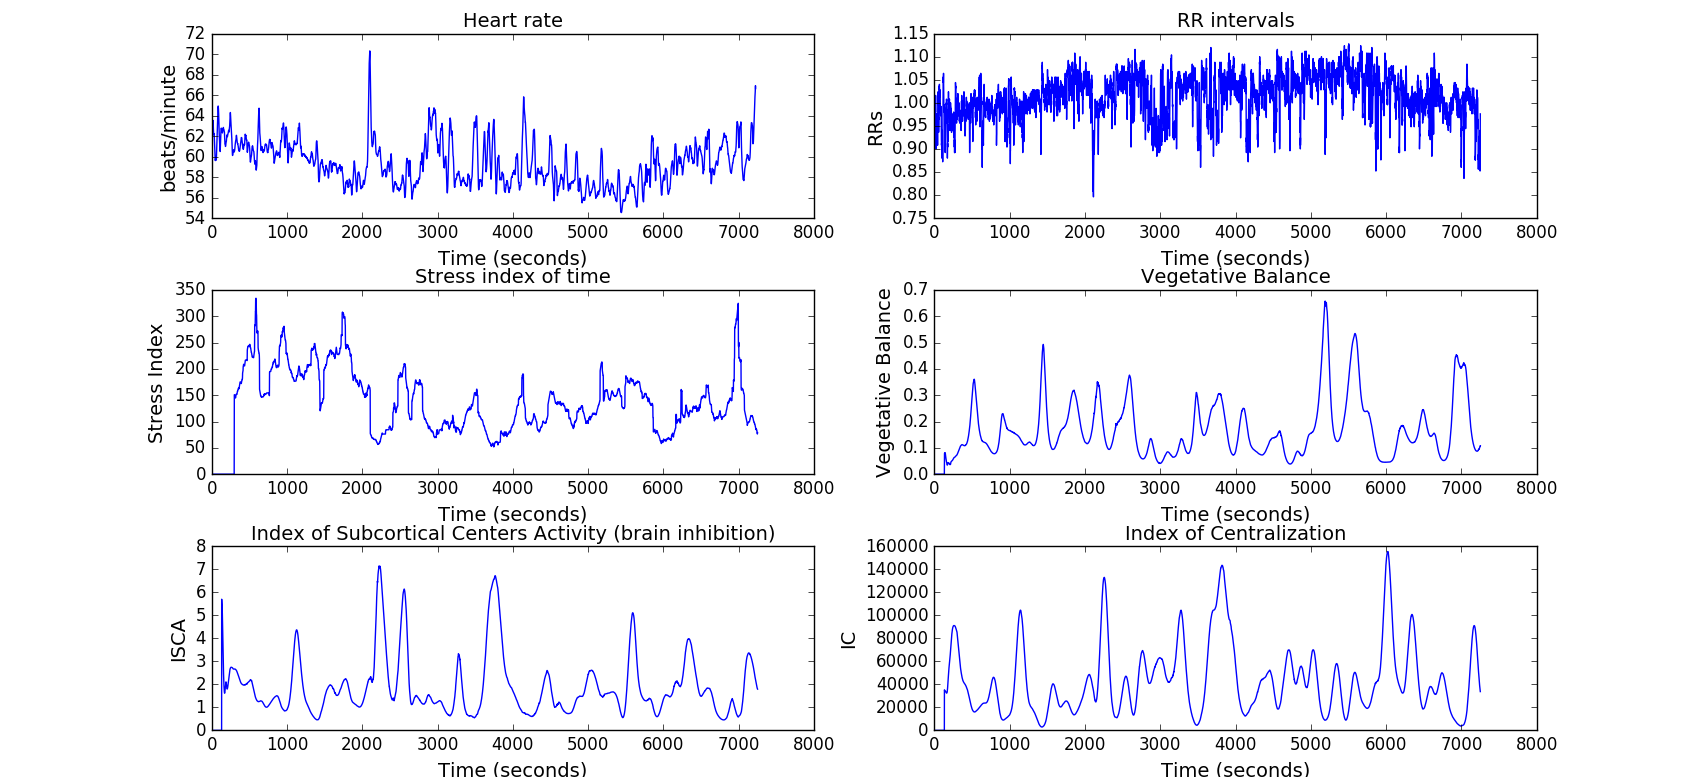 Heart rate
72
70
68
66
64
62
60
58
56
54
beats/minute
0 1000 2000 3000 4000 5000 6000 7000 8000
Time (seconds)
RR intervals
1.15
1.10
1.05
1.00
0.95
0.90
0.85
0.80
0.75
RRs
0 1000 2000 3000 4000 5000 6000 7000 8000
Time (seconds)
Stress index of time
350
300
250
200
150
100
50
0
Stress Index
0 1000 2000 3000 4000 5000 6000 7000 8000
Time (seconds)
Vegetative Balance
0.7
0.6
0.5
0.4
0.3
0.2
0.1
0.0
Vegetative Balance
0 1000 2000 3000 4000 5000 6000 7000 8000
Time (seconds)
Index of Subcortical Centers Activity (brain inhibition)
8
7
6
5
4
3
2
1
0
ISCA
0 1000 2000 3000 4000 5000 6000 7000 8000
Time (seconds)
Index of Centralization
160000
140000
120000
100000
80000
60000
40000
20000
0
IC
0 1000 2000 3000 4000 5000 6000 7000 8000
Time (seconds)